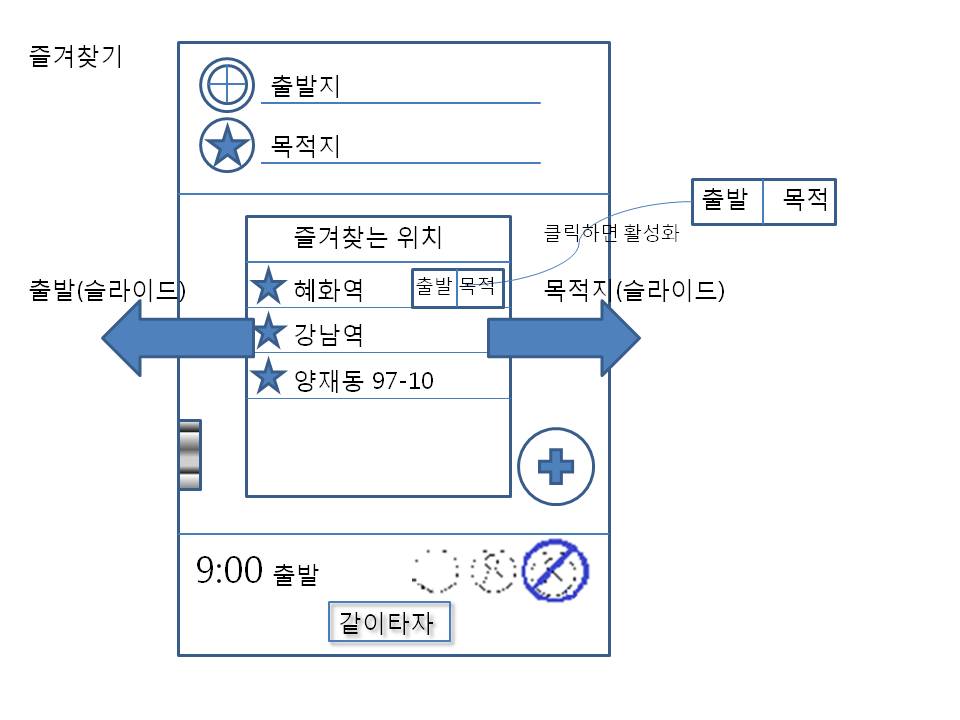 즐겨찾기
출발지
목적지
출발 목적
즐겨찾는 위치
클릭하면 활성화
출발(슬라이드)
혜화역
출발 목적
목적지(슬라이드)
강남역
양재동 97-10
9:00 출발
같이타자